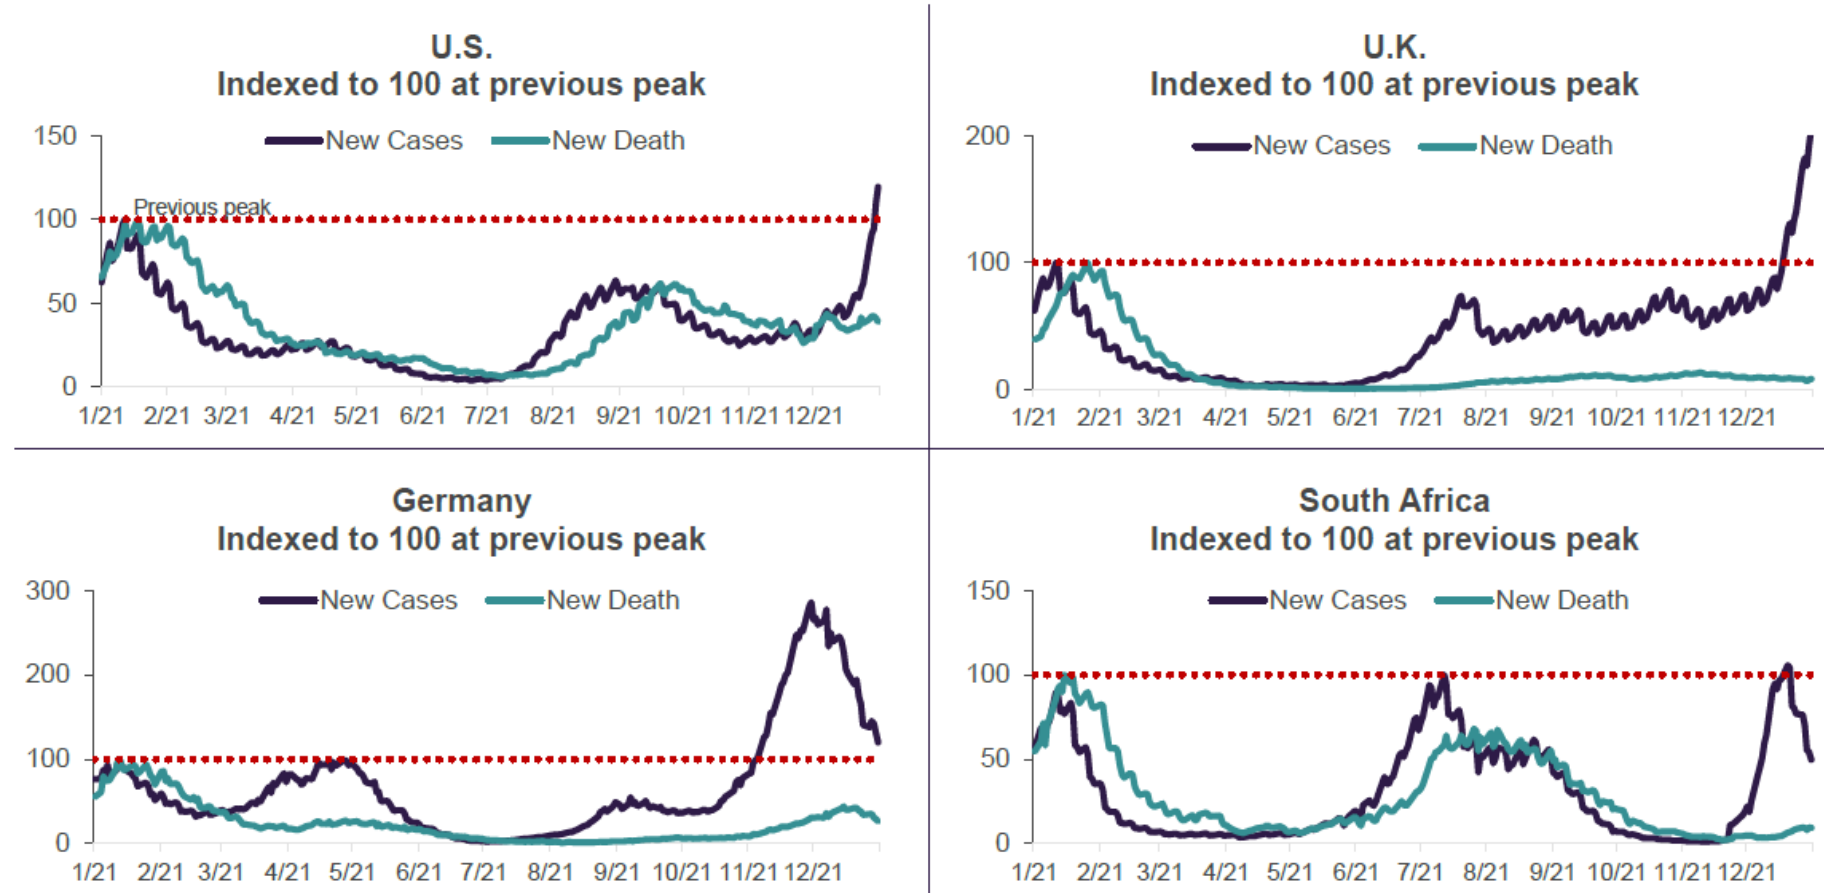 U.S.
Indexed to 100 at previous peak
New Cases New Death
150
Previous peak
100
50
0
1/21 2/21 3/21 4/21 5/21 6/21 7/21 8/21 9/21 10/21 11/21 12/21
U.K.
Indexed to 100 at previous peak
200
New Cases New Death
100
0
1/21 2/21 3/21 4/21 5/21 6/21 7/21 8/21 9/21 10/21 11/21 12/21
Germany
Indexed to 100 at previous peak
300
New Cases New Death
200
100
0
1/21 2/21 3/21 4/21 5/21 6/21 7/21 8/21 9/21 10/21 11/21 12/21
South Africa
Indexed to 100 at previous peak
150
New Cases New Death
100
50
0
1/21 2/21 3/21 4/21 5/21 6/21 7/21 8/21 9/21 10/21 11/21 12/21